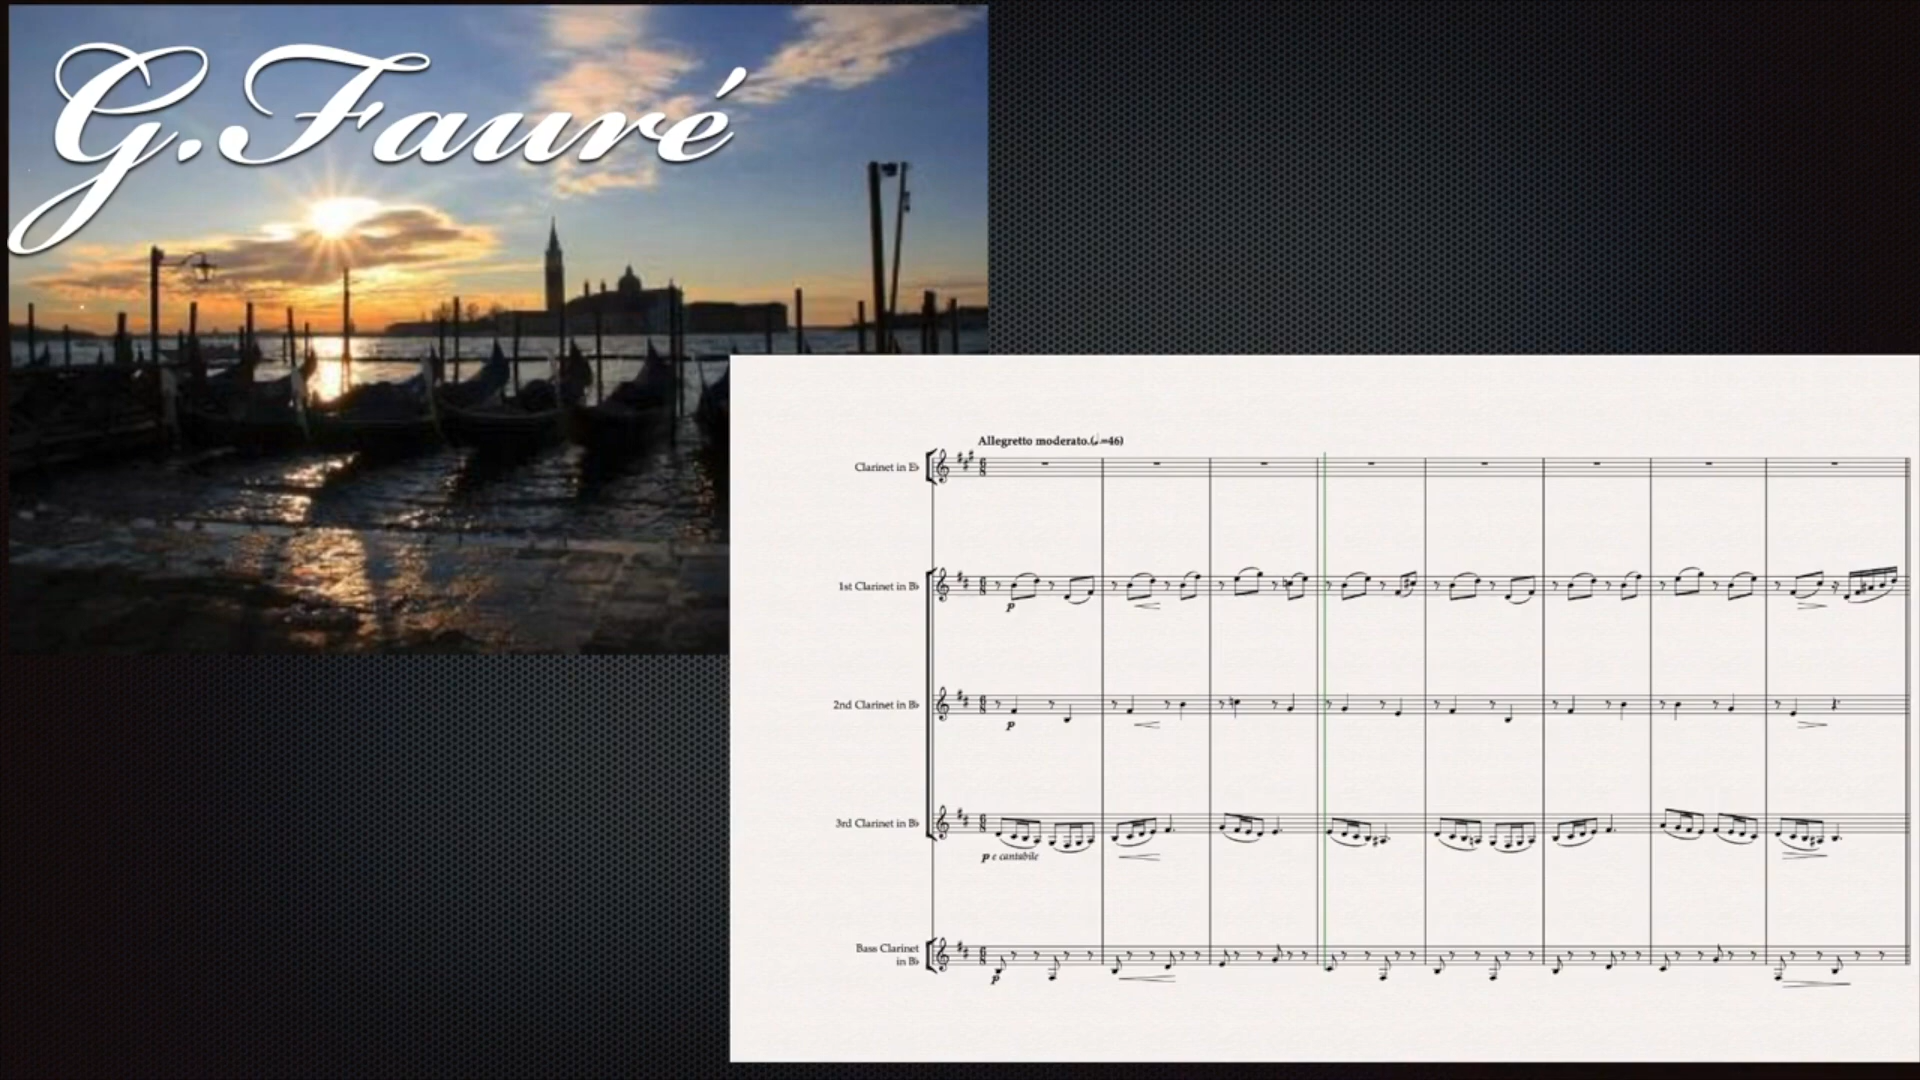 G.Fauré
Allegretto moderato.(♩.=46)
Clarinet in E♭
1st Clarinet in B♭
p
2nd Clarinet in B♭
p
3rd Clarinet in B♭
p e cantabile
Bass Clarinet
in B♭
p